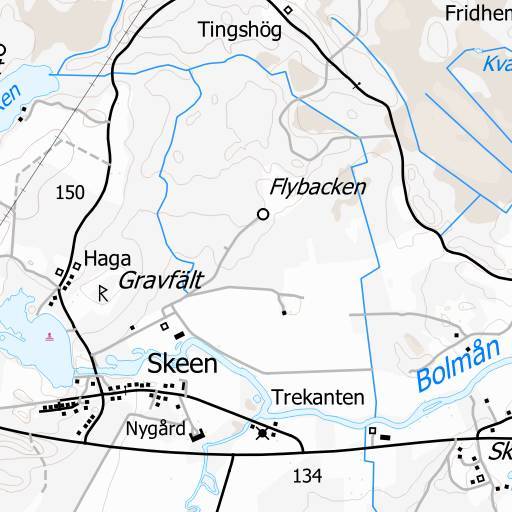 Fridhem
Tingshög
Kva
ken
Flybacken
150
Haga
Gravfält
Skeen
Bolmån
Trekanten
Nygård
Sk
134